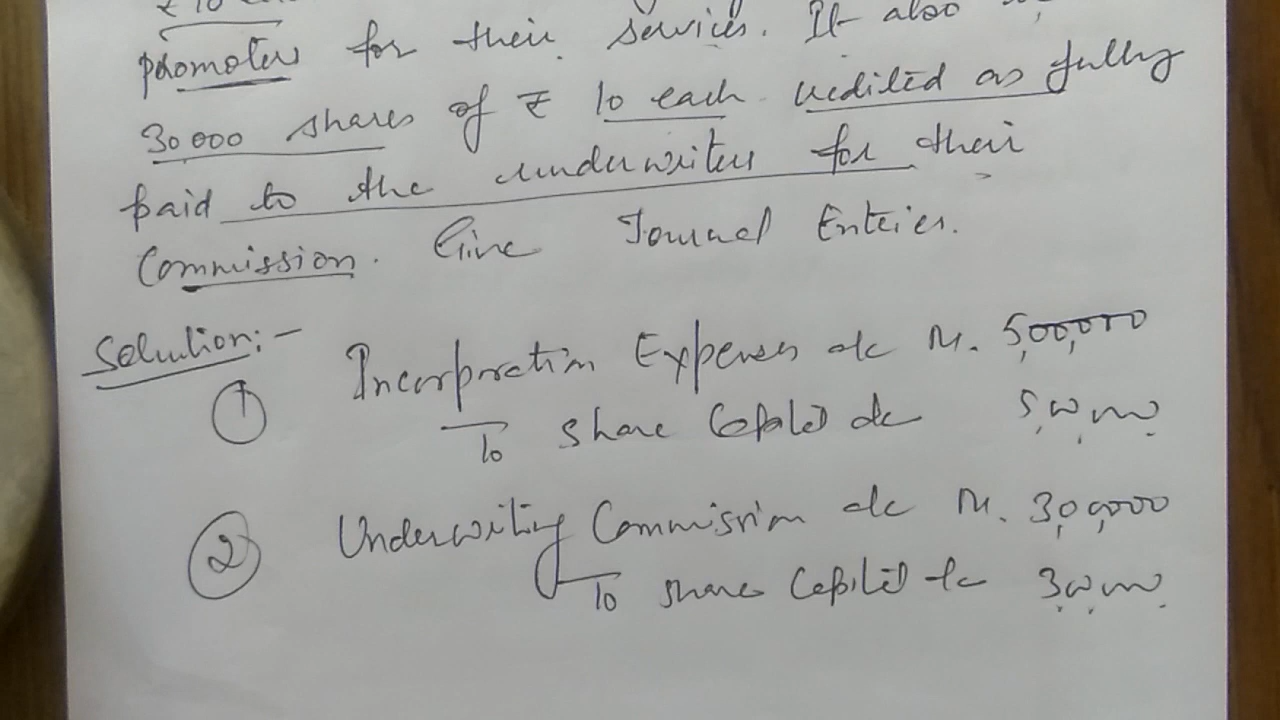 ₹ 10
promoter for their services. It also
30000 shares of ₹ 10 each credited as fully
paid to the underwriters for their
Commission. Give Journal Entries.
Solution:-
① Incorporation Expenses a/c Dr. 5,00,000
To share Capital a/c 5,00,000
② Underwriting Commission a/c Dr. 3,00,000
To share Capital a/c 3,00,000